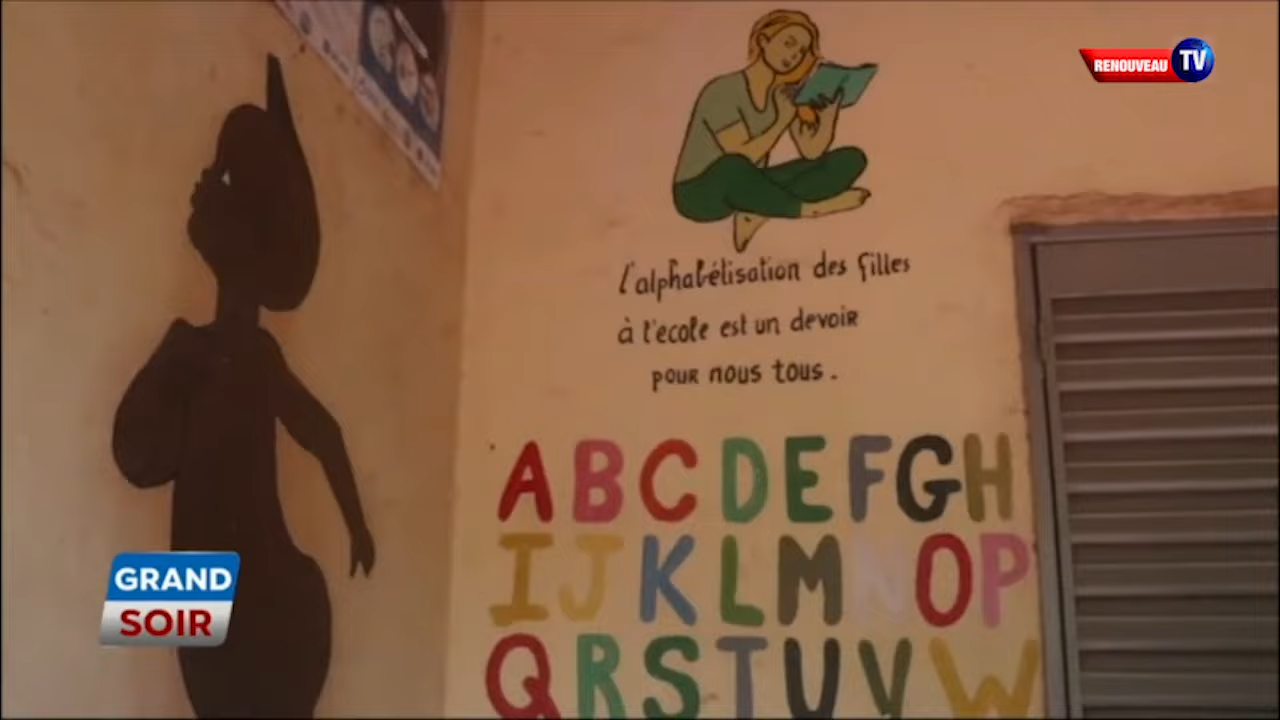 RENOUVEAU TV
l'alphabétisation des filles
à l'ecole est un devoir
pour nous tous.
ABCDEFGH
IJKLMNOP
QRSTUVW
GRAND
SOIR